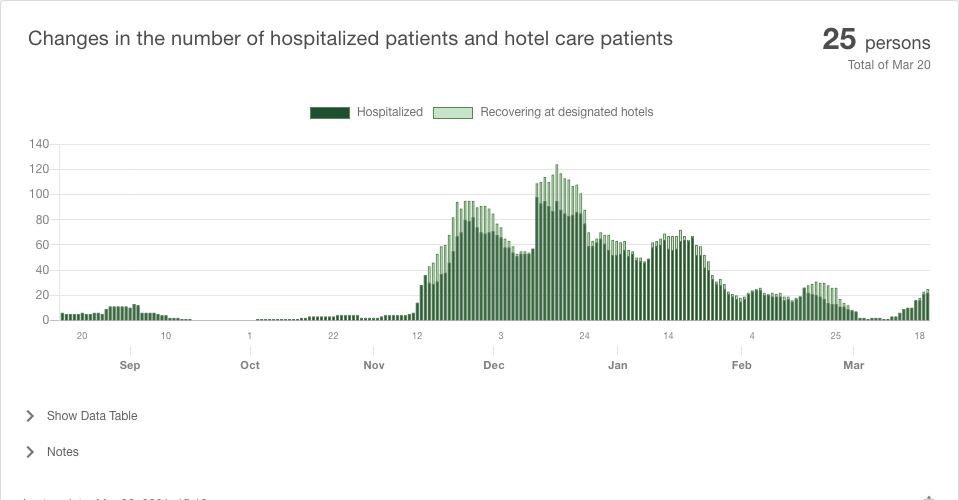 Changes in the number of hospitalized patients and hotel care patients
25 persons
Total of Mar 20
Hospitalized Recovering at designated hotels
140
120
100
80
60
40
20
0
20 10 1 22 12 3 24 14 4 25 18
Sep Oct Nov Dec Jan Feb Mar
Show Data Table
Notes